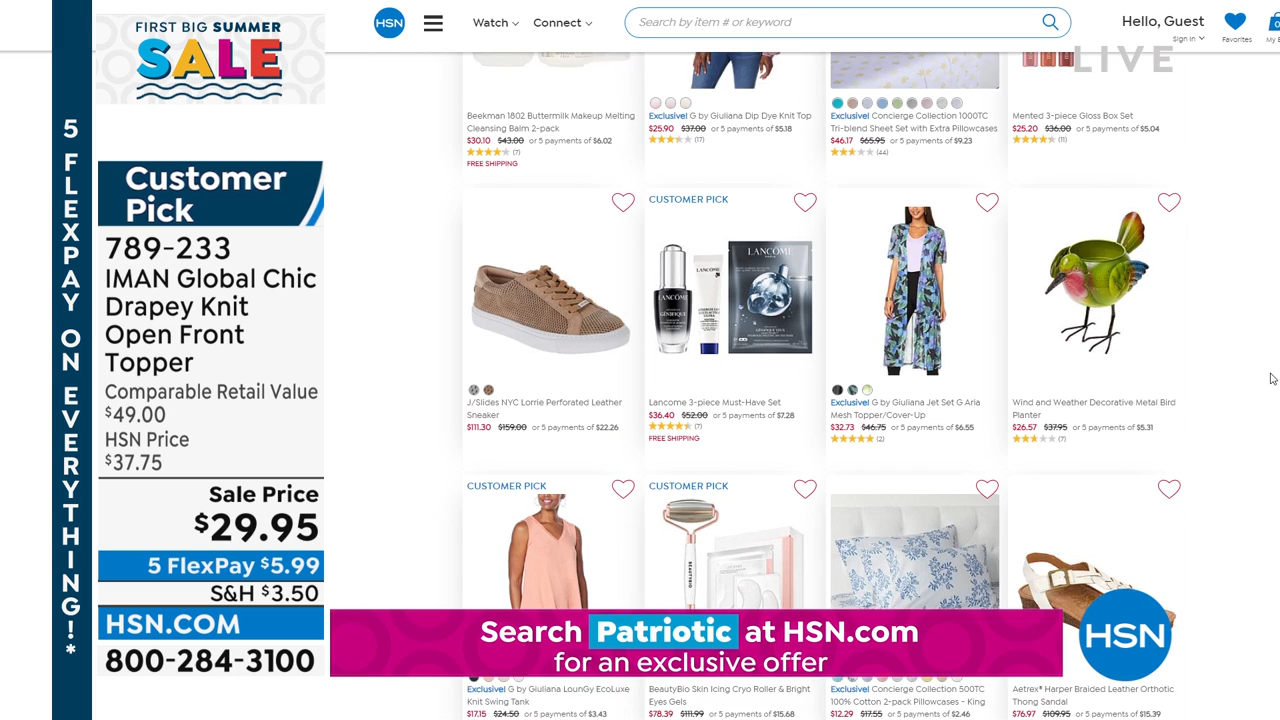 FIRST BIG SUMMER
SALE
5 FLEXPAY ON EVERYTHING!*
Customer
Pick
789-233
IMAN Global Chic
Drapey Knit
Open Front
Topper
Comparable Retail Value
$49.00
HSN Price
$37.75
Sale Price
$29.95
5 FlexPay $5.99
S&H $3.50
HSN.COM
800-284-3100
HSN
Watch
Connect
Search by item # or keyword
Hello, Guest
Sign In
Favorites
0
LIVE
Beekman 1802 Buttermilk Makeup Melting
Cleansing Balm 2-pack
$30.10 $43.00 or 5 payments of $6.02
(7)
FREE SHIPPING
Exclusive! G by Giuliana Dip Dye Knit Top
$25.90 $37.00 or 5 payments of $5.18
(17)
Exclusive! Concierge Collection 1000TC
Tri-blend Sheet Set with Extra Pillowcases
$46.17 $65.95 or 5 payments of $9.23
(44)
Mented 3-piece Gloss Box Set
$25.20 $36.00 or 5 payments of $5.04
(11)
J/Slides NYC Lorrie Perforated Leather
Sneaker
$111.30 $159.00 or 5 payments of $22.26
CUSTOMER PICK
LANCOME
GÉNIFIQUE
LANCOME
LANCOME
Lancome 3-piece Must-Have Set
$36.40 $52.00 or 5 payments of $7.28
(7)
FREE SHIPPING
Exclusive! G by Giuliana Jet Set G Aria
Mesh Topper/Cover-Up
$32.73 $46.75 or 5 payments of $6.55
(2)
Wind and Weather Decorative Metal Bird
Planter
$26.57 $37.95 or 5 payments of $5.31
(7)
CUSTOMER PICK
CUSTOMER PICK
BEAUTYBIO
Search Patriotic at HSN.com
for an exclusive offer
HSN
Exclusive! G by Giuliana LounGy EcoLuxe
Knit Swing Tank
$17.15 $24.50 or 5 payments of $3.43
BeautyBio Skin Icing Cryo Roller & Bright
Eyes Gels
$78.39 $111.99 or 5 payments of $15.68
Exclusive! Concierge Collection 500TC
100% Cotton 2-pack Pillowcases - King
$12.29 $17.55 or 5 payments of $2.46
Aetrex® Harper Braided Leather Orthotic
Thong Sandal
$76.97 $109.95 or 5 payments of $15.39